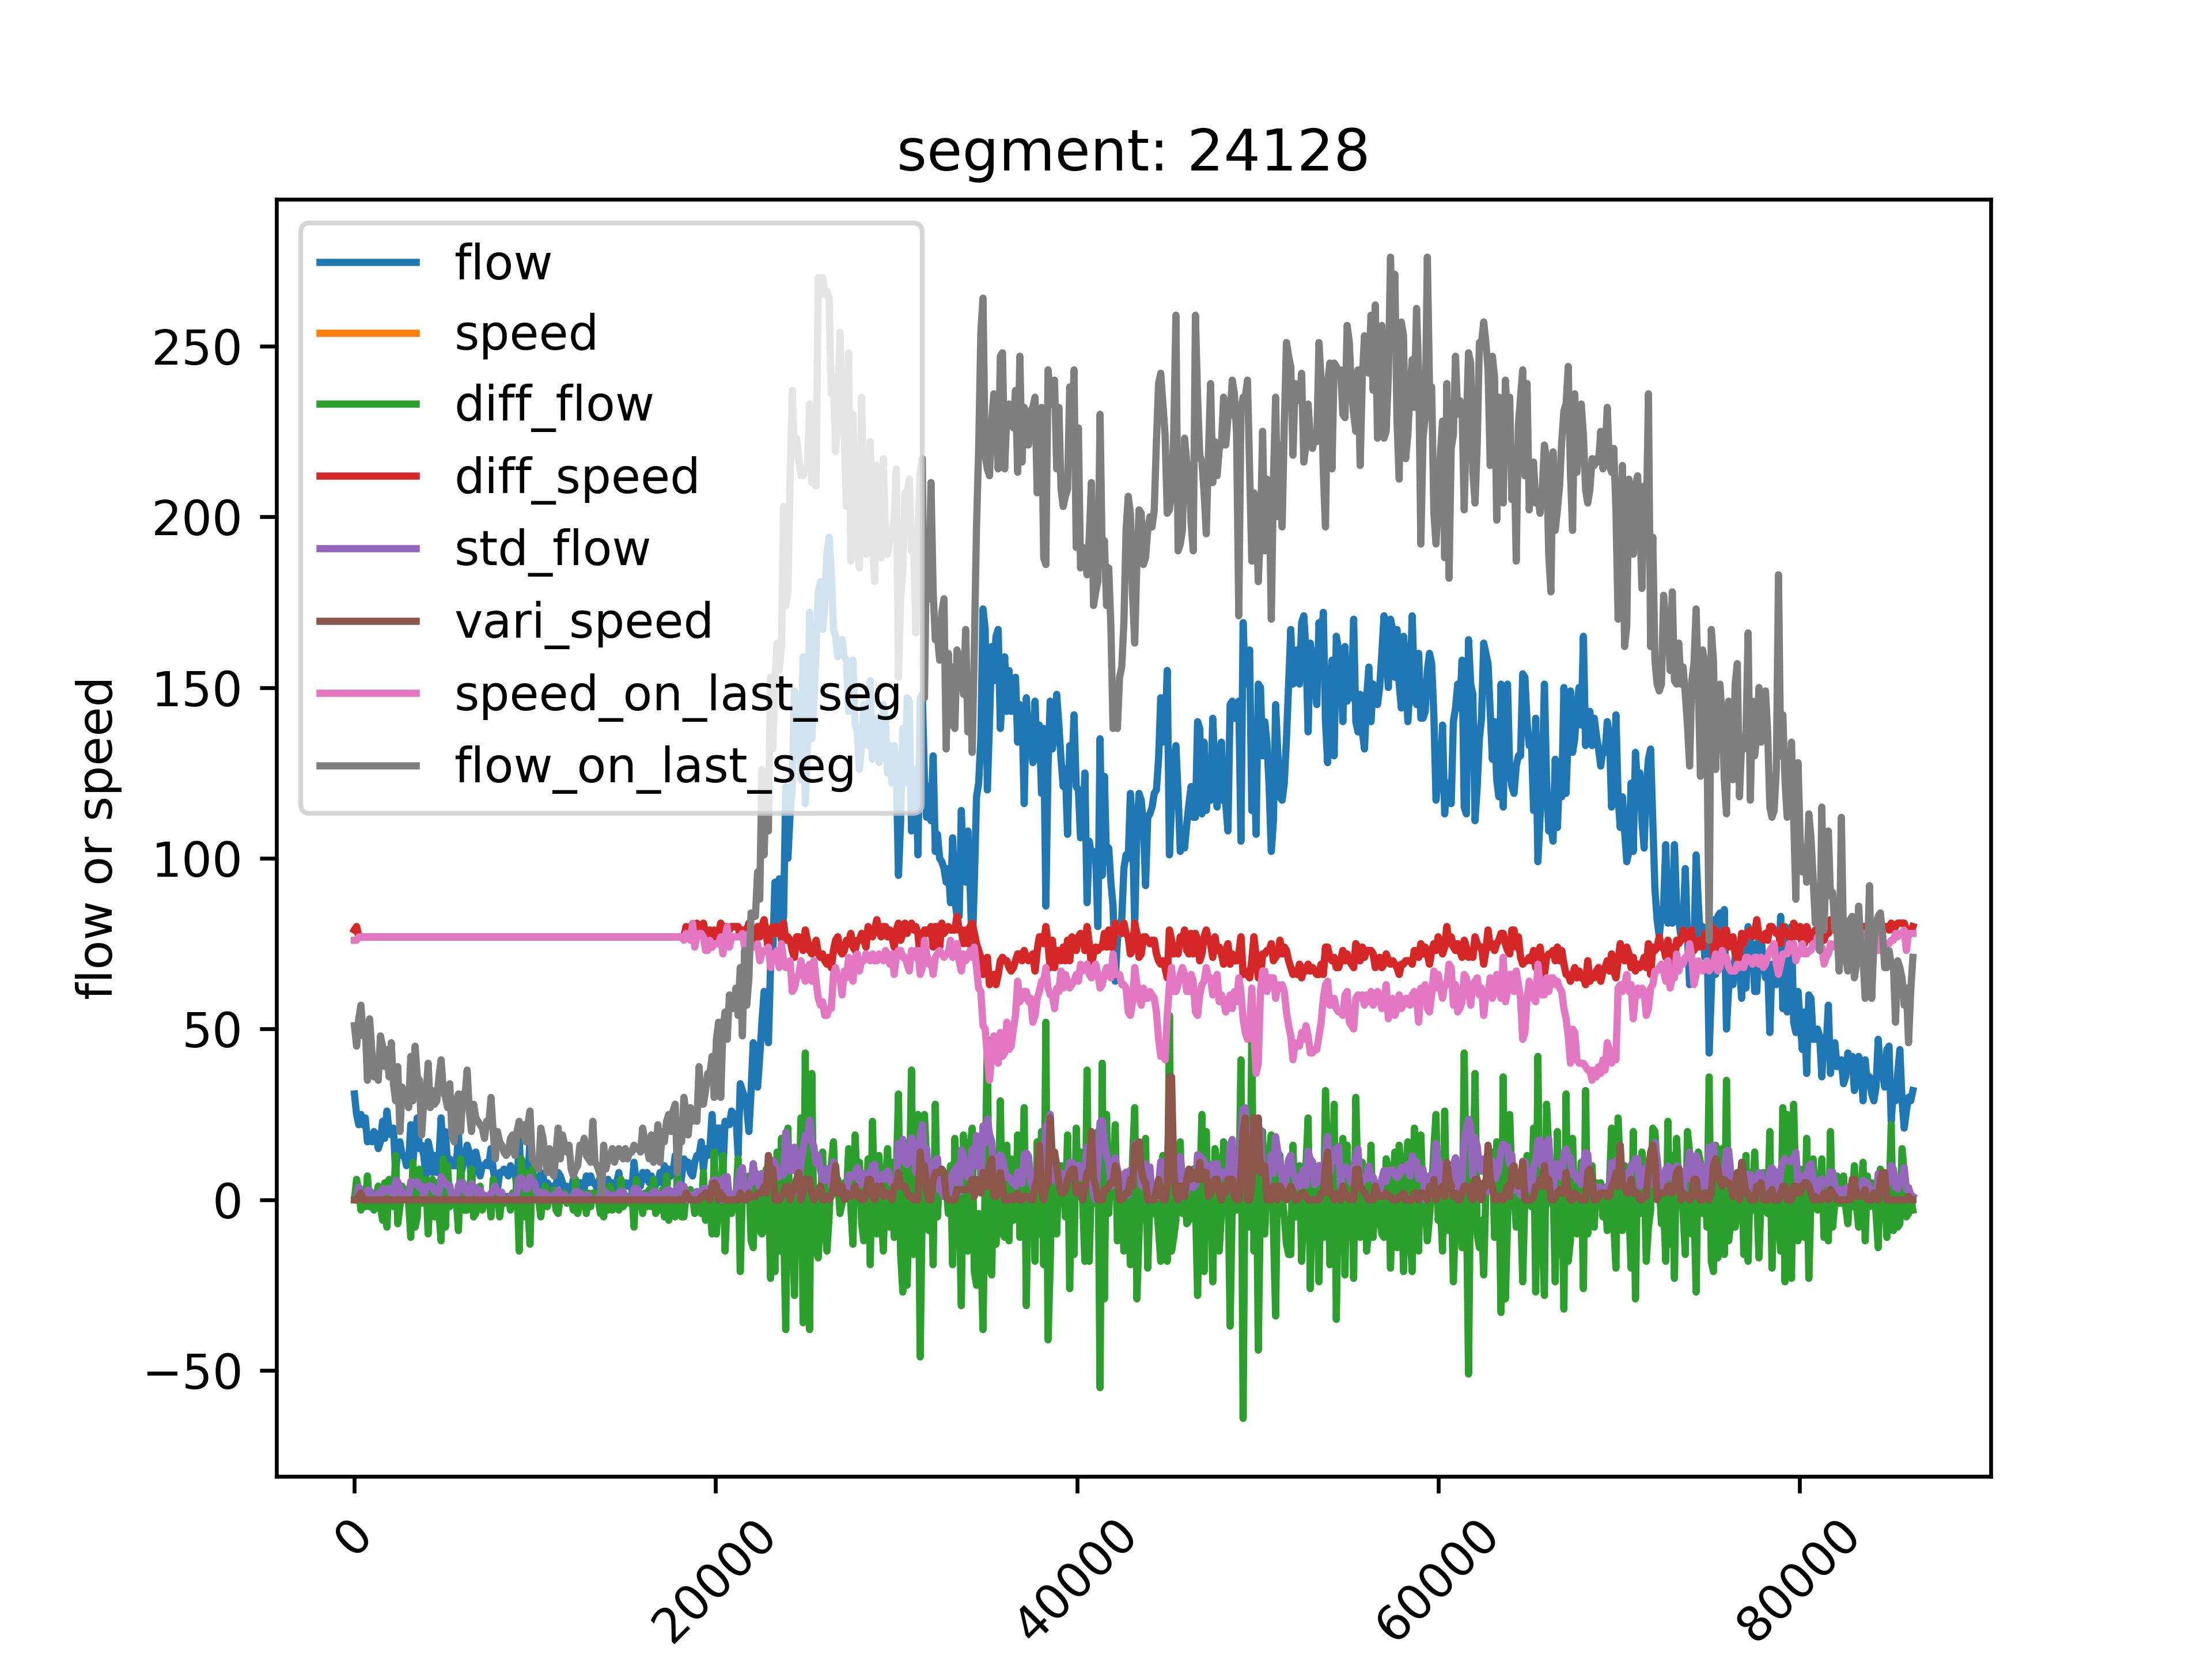 segment: 24128
flow
speed
diff_flow
diff_speed
std_flow
vari_speed
speed_on_last_seg
flow_on_last_seg
flow or speed
250
200
150
100
50
0
−50
0
20000
40000
60000
80000